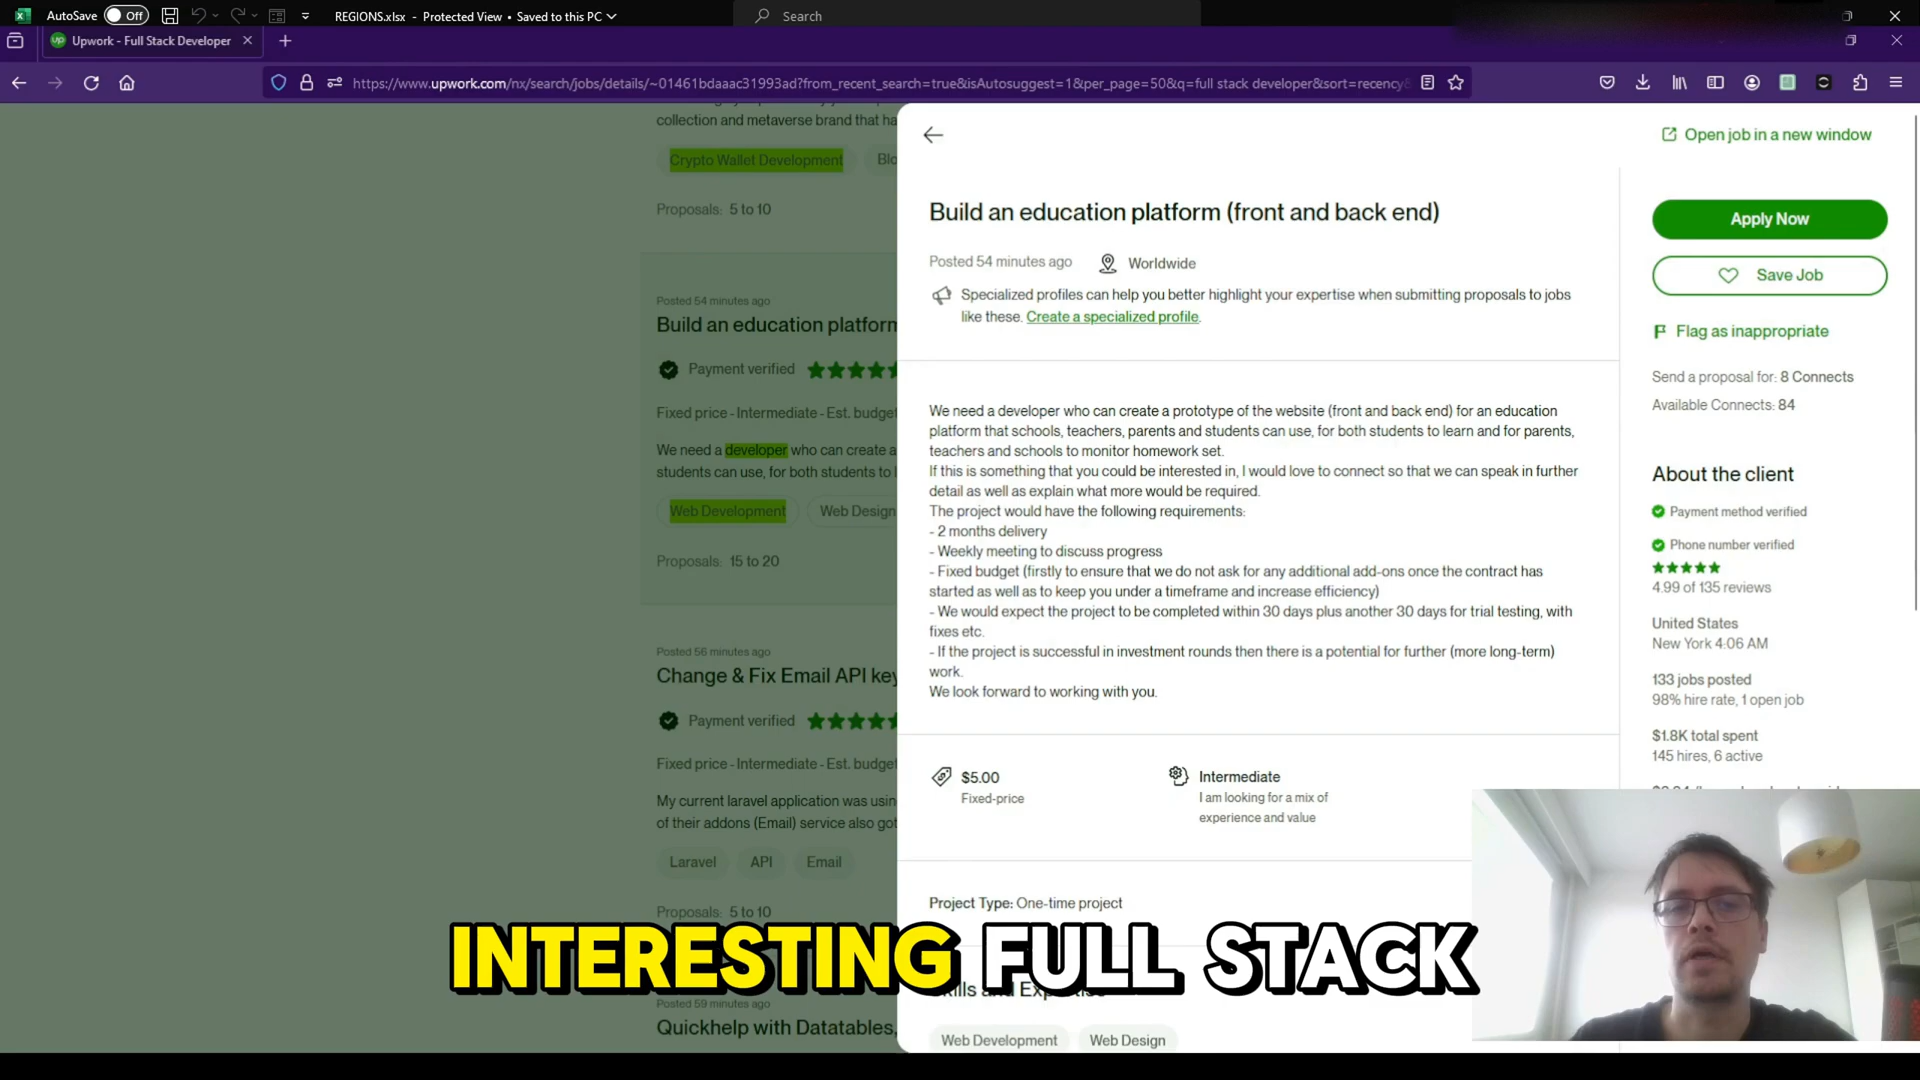 AutoSave Off REGIONS.xlsx - Protected View • Saved to this PC Search
Upwork - Full Stack Developer
https://www.upwork.com/nx/search/jobs/details/~01461bdaaac31993ad?from_recent_search=true&isAutosuggest=1&per_page=50&q=full stack developer&sort=recency&
collection and metaverse brand that ha
Crypto Wallet Development Blo
Proposals: 5 to 10
Posted 54 minutes ago
Build an education platform
Payment verified
Fixed price - Intermediate - Est. budget
We need a developer who can create a
students can use, for both students to l
Web Development Web Design
Proposals: 15 to 20
Posted 56 minutes ago
Change & Fix Email API key
Payment verified
Fixed price - Intermediate - Est. budge
My current laravel application was usin
of their addons (Email) service also got
Laravel API Email
Proposals: 5 to 10
Posted 59 minutes ago
Quickhelp with Datatables,
Open job in a new window
Build an education platform (front and back end)
Posted 54 minutes ago Worldwide
Specialized profiles can help you better highlight your expertise when submitting proposals to jobs
like these. Create a specialized profile.
We need a developer who can create a prototype of the website (front and back end) for an education
platform that schools, teachers, parents and students can use, for both students to learn and for parents,
teachers and schools to monitor homework set.
If this is something that you could be interested in, I would love to connect so that we can speak in further
detail as well as explain what more would be required.
The project would have the following requirements:
- 2 months delivery
- Weekly meeting to discuss progress
- Fixed budget (firstly to ensure that we do not ask for any additional add-ons once the contract has
started as well as to keep you under a timeframe and increase efficiency)
- We would expect the project to be completed within 30 days plus another 30 days for trial testing, with
fixes etc.
- If the project is successful in investment rounds then there is a potential for further (more long-term)
work.
We look forward to working with you.
$5.00
Fixed-price
Intermediate
I am looking for a mix of
experience and value
Project Type: One-time project
Skills and Expertise
Web Development Web Design
Apply Now
Save Job
Flag as inappropriate
Send a proposal for: 8 Connects
Available Connects: 84
About the client
Payment method verified
Phone number verified
4.99 of 135 reviews
United States
New York 4:06 AM
133 jobs posted
98% hire rate, 1 open job
$1.8K total spent
145 hires, 6 active
INTERESTING FULL STACK